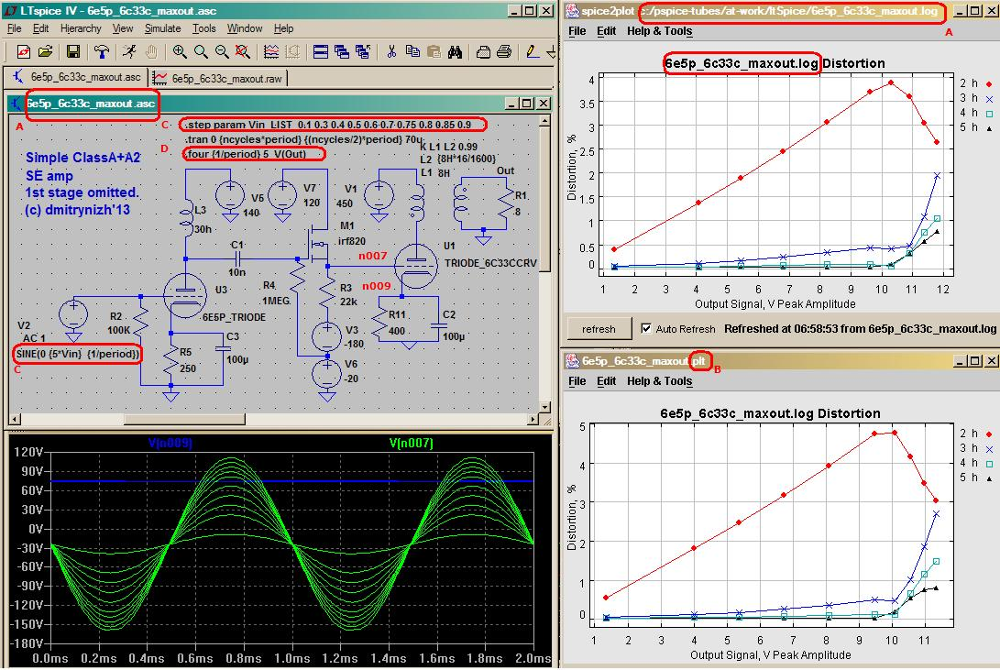 LTspice IV - 6e5p_6c33c_maxout.asc
File Edit Hierarchy View Simulate Tools Window Help
6e5p_6c33c_maxout.asc
6e5p_6c33c_maxout.raw
6e5p_6c33c_maxout.asc
A
C
.step param Vin LIST 0.1 0.3 0.4 0.5 0.6 0.7 0.75 0.8 0.85 0.9
.tran 0 {ncycles*period} {(ncycles/2)*period} 70u
D
.four {1/period} 5 V(Out)
K L1 L2 0.99
L2 {8H*16/1600}
L1 8H
Out
Simple ClassA+A2
SE amp
1st stage omitted.
(c) dmitrynizh'13
L3
30h
V5
140
V7
120
V1
450
R1
8
M1
irf820
n007
U1
TRIODE_6C33CCRV
C1
10n
n009
U3
6E5P_TRIODE
R4
1MEG
R3
22k
R11
400
C2
100µ
V2
AC 1
R2
100K
SINE(0 {5*Vin} {1/period})
C
R5
250
C3
100µ
V3
-180
V6
-20
V(n009)
V(n007)
120V
90V
60V
30V
0V
-30V
-60V
-90V
-120V
-150V
-180V
0.0ms 0.2ms 0.4ms 0.6ms 0.8ms 1.0ms 1.2ms 1.4ms 1.6ms 1.8ms 2.0ms
spice2plot c:/pspice-tubes/at-work/ltSpice/6e5p_6c33c_maxout.log
A
File Edit Help & Tools
6e5p_6c33c_maxout.log Distortion
2 h
3 h
4 h
5 h
Distortion, %
4
3.5
3
2.5
2
1.5
1
0.5
0
1 2 3 4 5 6 7 8 9 10 11 12
Output Signal, V Peak Amplitude
refresh
Auto Refresh
Refreshed at 06:58:53 from 6e5p_6c33c_maxout.log
6e5p_6c33c_maxout.plt
B
File Edit Help & Tools
6e5p_6c33c_maxout.log Distortion
2 h
3 h
4 h
5 h
Distortion, %
5
4
3
2
1
0
1 2 3 4 5 6 7 8 9 10 11
Output Signal, V Peak Amplitude